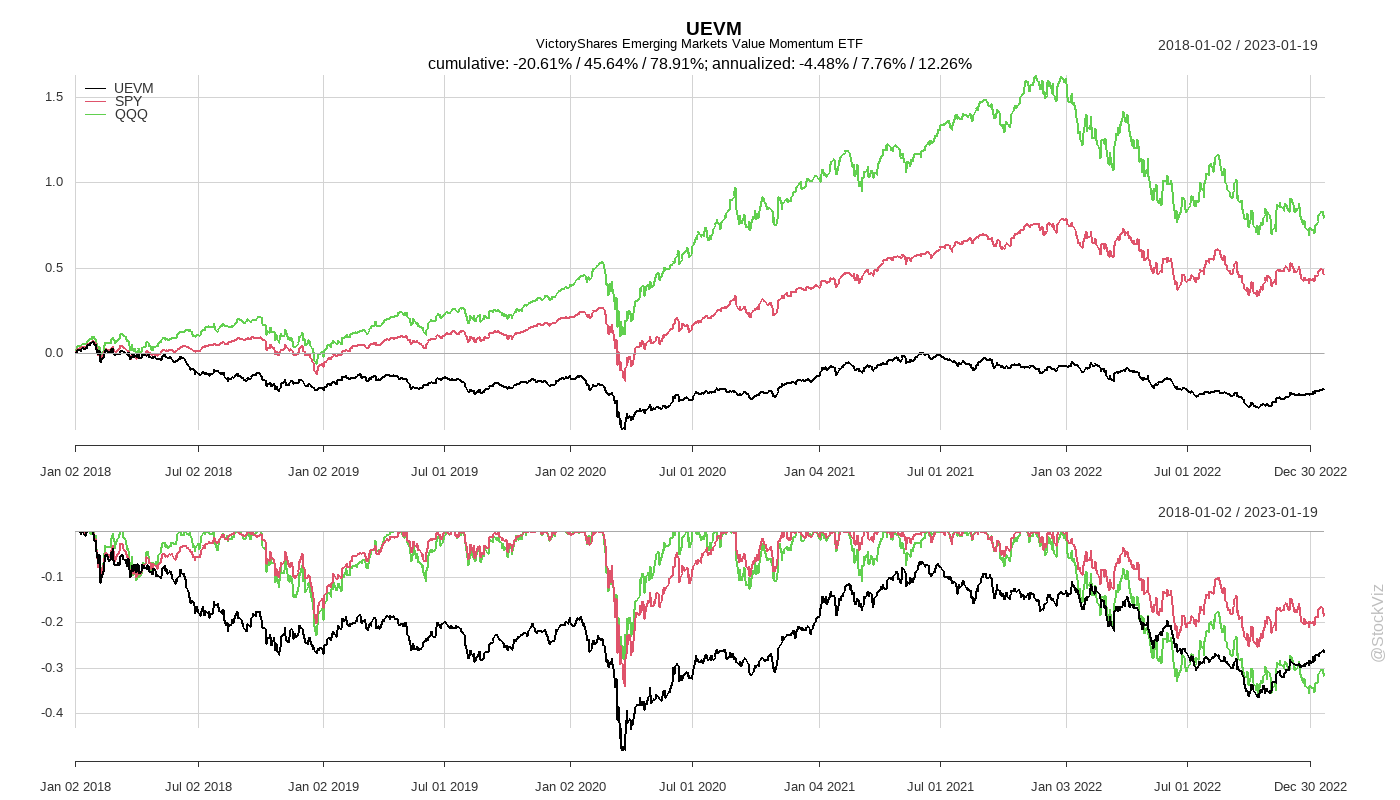 UEVM
VictoryShares Emerging Markets Value Momentum ETF
2018-01-02 / 2023-01-19
cumulative: -20.61% / 45.64% / 78.91%; annualized: -4.48% / 7.76% / 12.26%
UEVM
SPY
QQQ
1.5
1.0
0.5
0.0
Jan 02 2018 Jul 02 2018 Jan 02 2019 Jul 01 2019 Jan 02 2020 Jul 01 2020 Jan 04 2021 Jul 01 2021 Jan 03 2022 Jul 01 2022 Dec 30 2022
2018-01-02 / 2023-01-19
-0.1
-0.2
-0.3
-0.4
Jan 02 2018 Jul 02 2018 Jan 02 2019 Jul 01 2019 Jan 02 2020 Jul 01 2020 Jan 04 2021 Jul 01 2021 Jan 03 2022 Jul 01 2022 Dec 30 2022
@StockViz